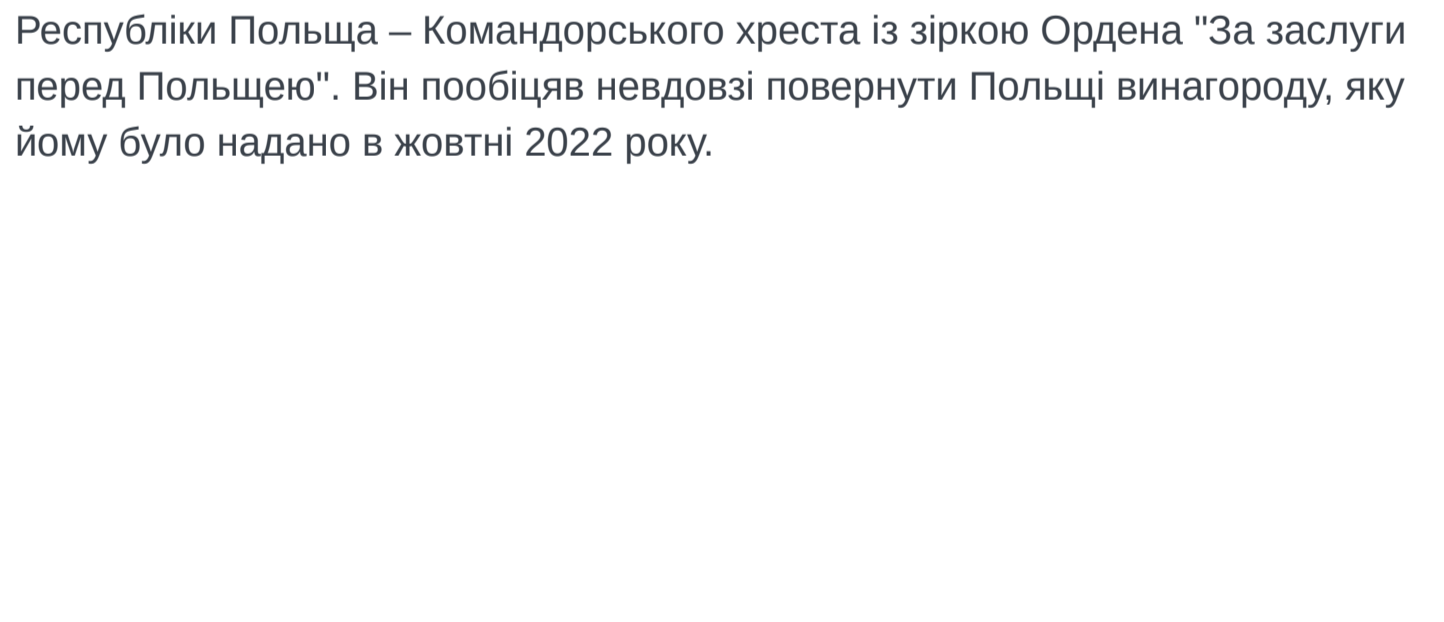 Республіки Польща – Командорського хреста із зіркою Ордена "За заслуги
перед Польщею". Він пообіцяв невдовзі повернути Польщі винагороду, яку
йому було надано в жовтні 2022 року.